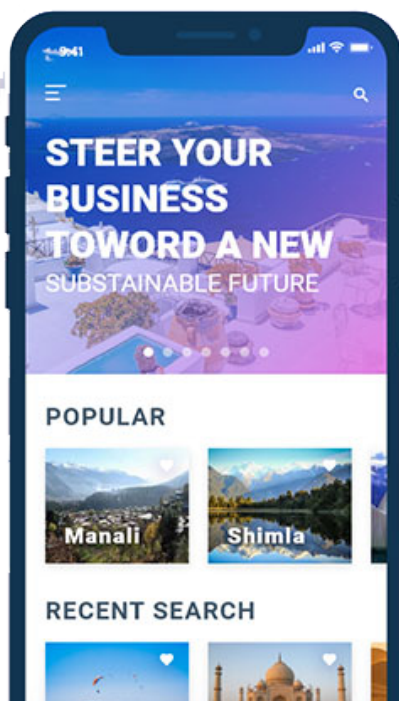 9:41
STEER YOUR
BUSINESS
TOWORD A NEW
SUBSTAINABLE FUTURE
POPULAR
Manali
Shimla
RECENT SEARCH